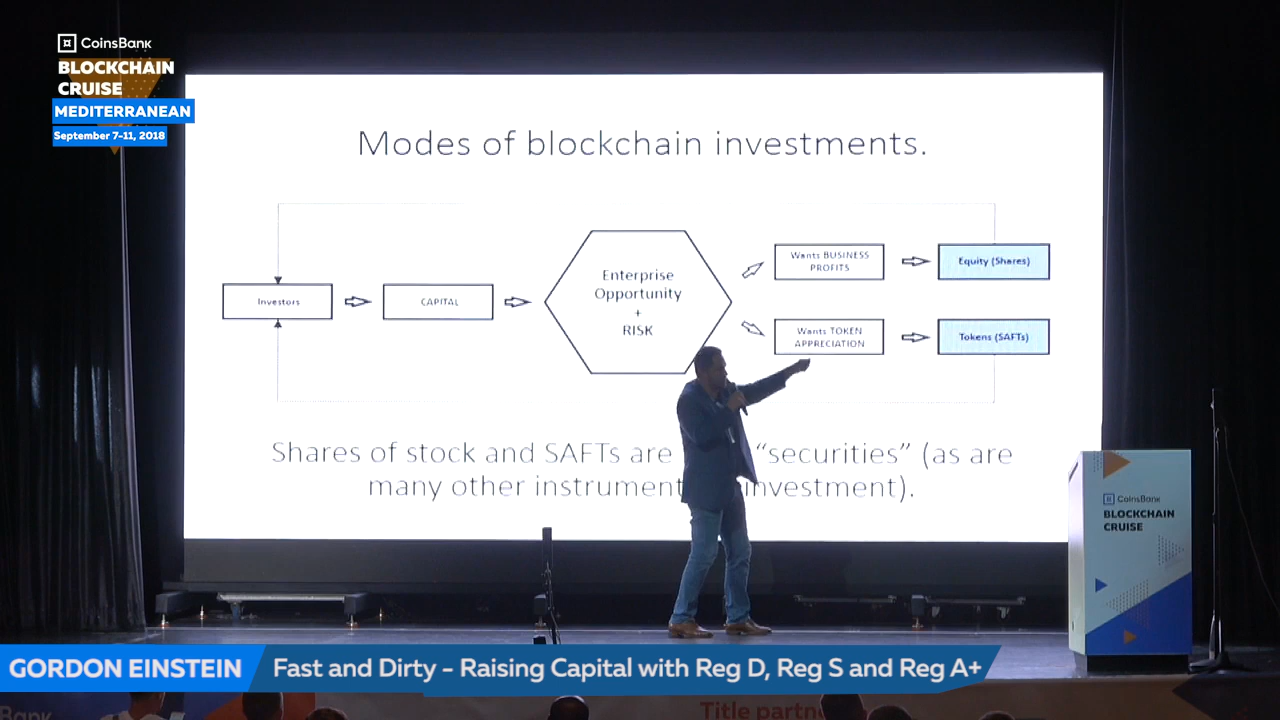 CoinsBank
BLOCKCHAIN
CRUISE
MEDITERRANEAN
September 7-11, 2018
Modes of blockchain investments.
Investors
CAPITAL
Enterprise
Opportunity
+
RISK
Wants BUSINESS
PROFITS
Equity (Shares)
Wants TOKEN
APPRECIATION
Tokens (SAFTs)
Shares of stock and SAFTs are "securities" (as are
many other instrument investment).
CoinsBank
BLOCKCHAIN
CRUISE
GORDON EINSTEIN
Fast and Dirty - Raising Capital with Reg D, Reg S and Reg A+
Bank
Title partn